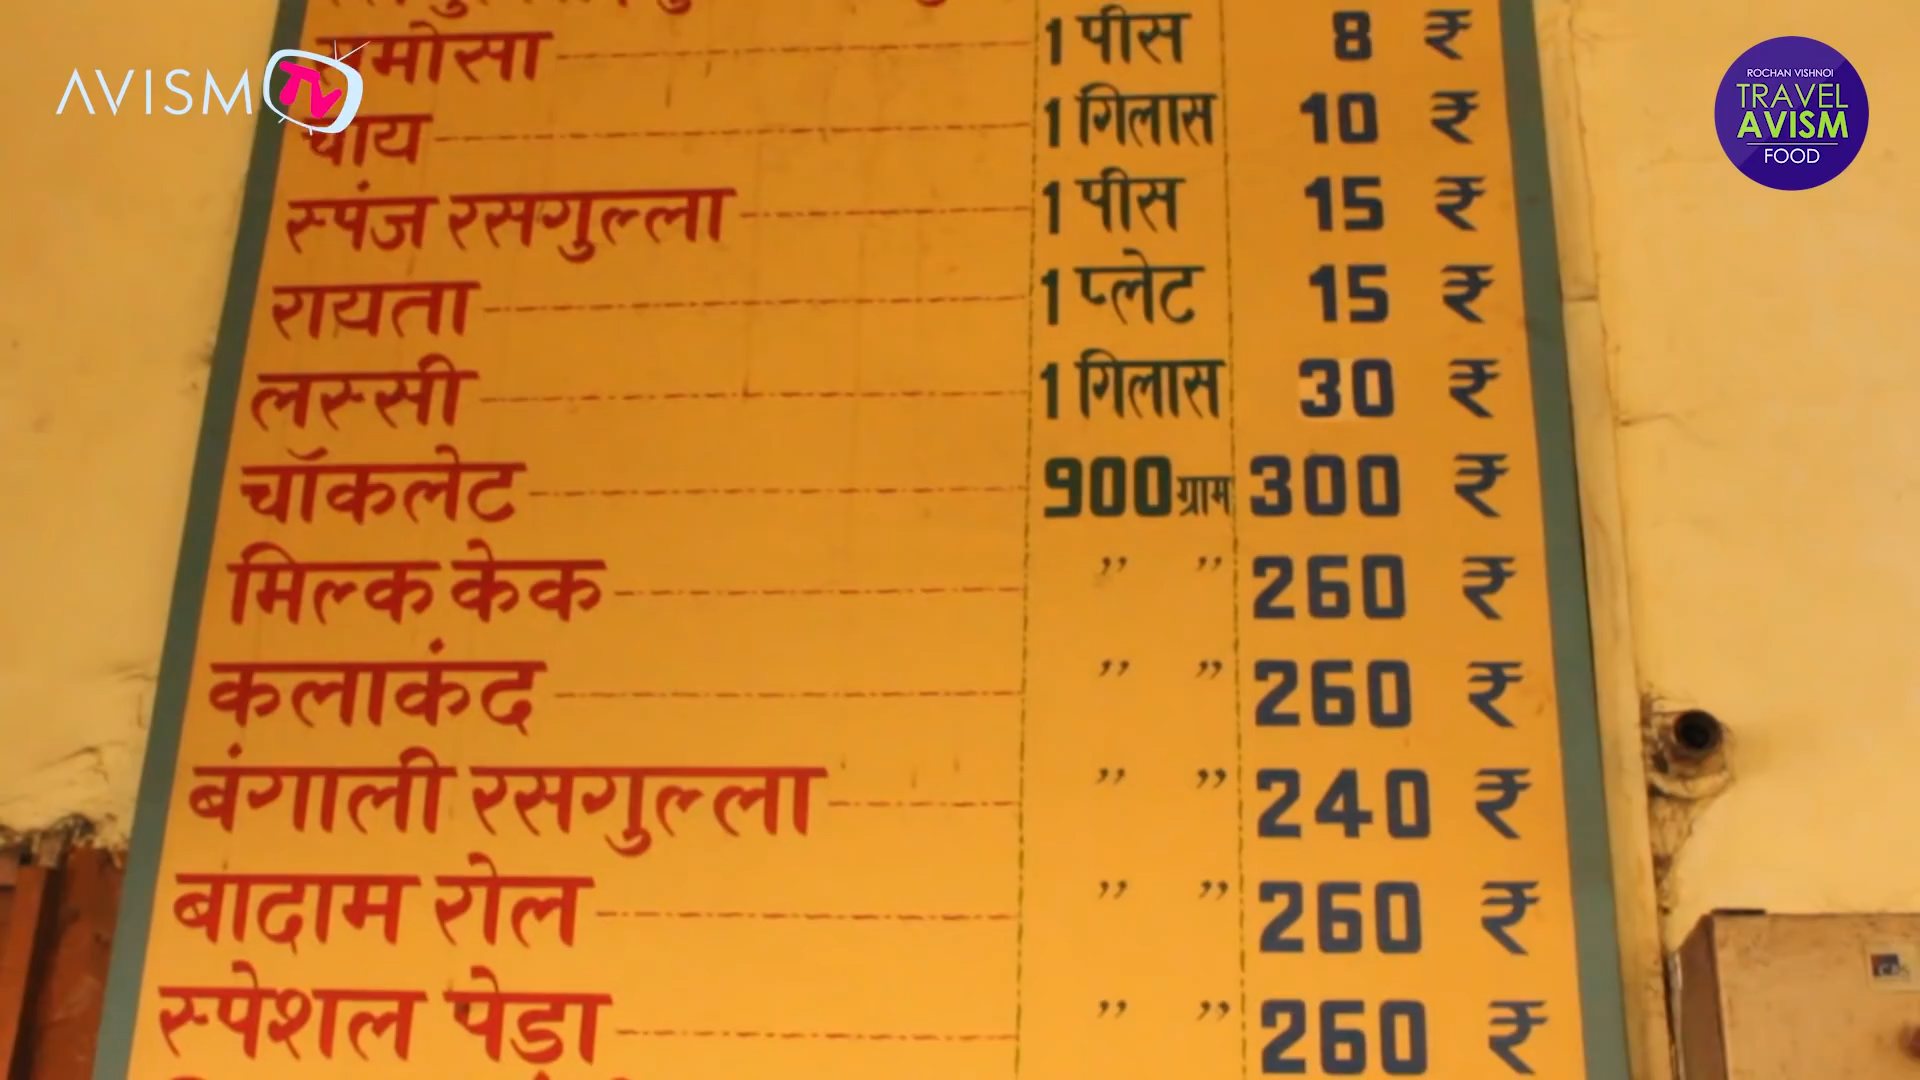 समोसा 1 पीस 8 ₹
AVISM TV
ROCHAN VISHNOI
TRAVEL
AVISM
FOOD
चाय 1 गिलास 10 ₹
स्पंज रसगुल्ला 1 पीस 15 ₹
रायता 1 प्लेट 15 ₹
लस्सी 1 गिलास 30 ₹
चॉकलेट 900 ग्राम 300 ₹
मिल्क केक " " 260 ₹
कलाकंद " " 260 ₹
बंगाली रसगुल्ला " " 240 ₹
बादाम रोल " " 260 ₹
स्पेशल पेडा " " 260 ₹